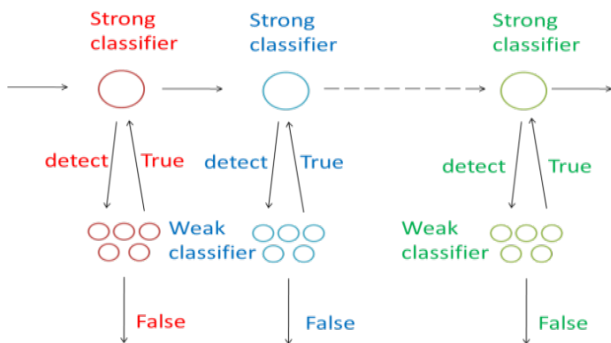 Strong
classifier
Strong
classifier
Strong
classifier
detect
True
detect
True
detect
True
Weak
classifier
Weak
classifier
False
False
False